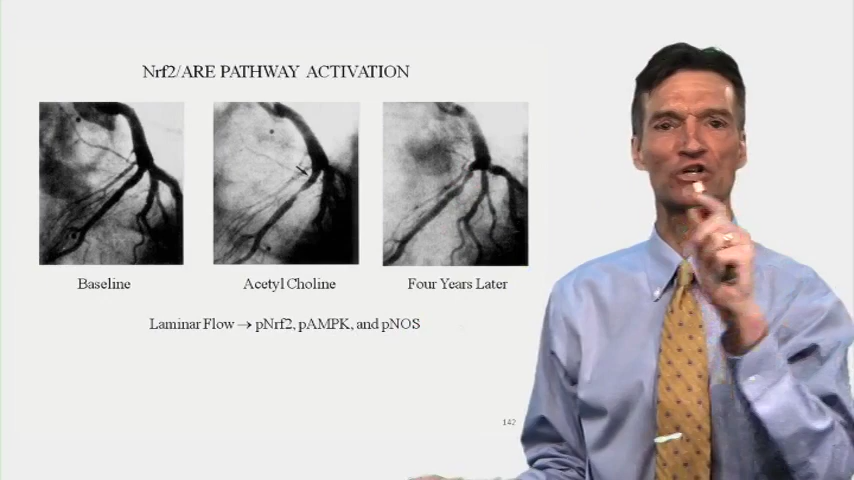 Nrf2/ARE PATHWAY ACTIVATION
Baseline
Acetyl Choline
Four Years Later
Laminar Flow → pNrf2, pAMPK, and pNOS
142